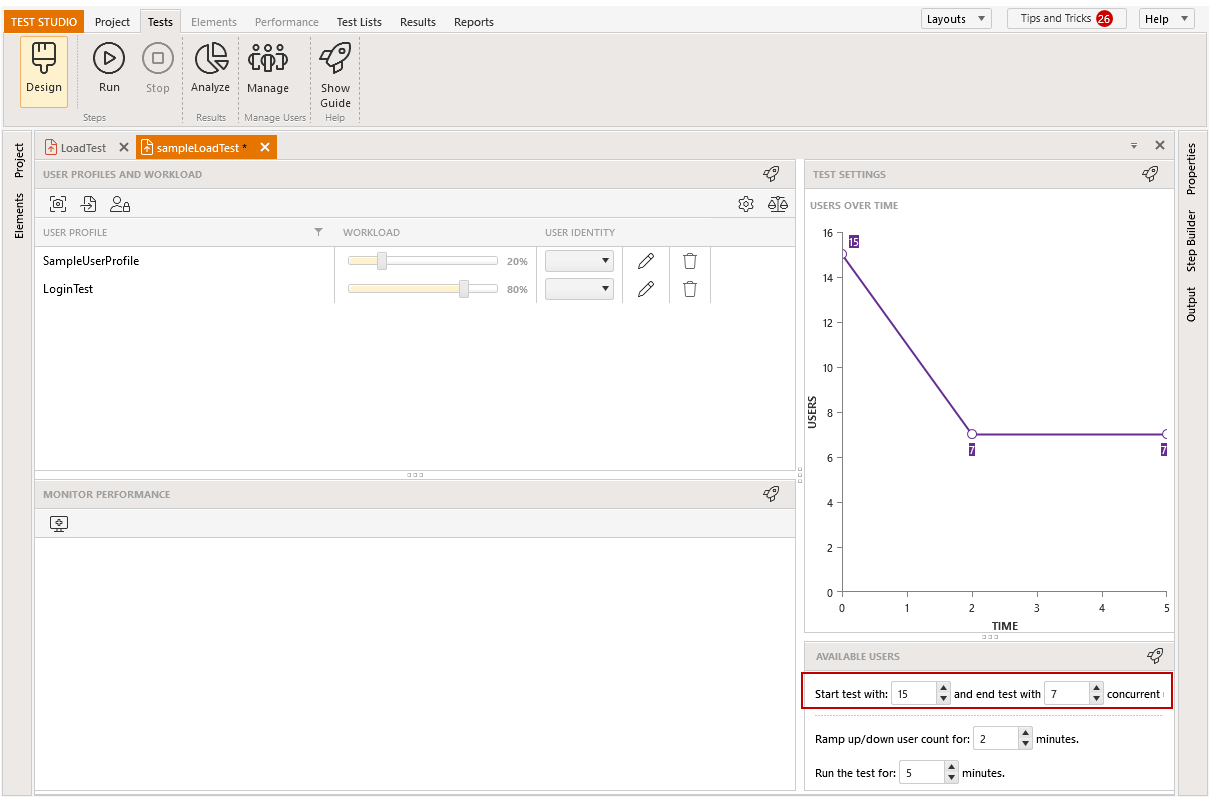 TEST STUDIO Project Tests Elements Performance Test Lists Results Reports Layouts Tips and Tricks 26 Help
Design Run Stop Analyze Manage Show Guide
Steps Results Manage Users Help
Project
Elements
LoadTest sampleLoadTest *
USER PROFILES AND WORKLOAD
USER PROFILE WORKLOAD USER IDENTITY
SampleUserProfile 20%
LoginTest 80%
MONITOR PERFORMANCE
TEST SETTINGS
USERS OVER TIME
16
15
14
12
10
8
7 7
6
4
2
0
USERS
0 1 2 3 4 5
TIME
AVAILABLE USERS
Start test with: 15 and end test with 7 concurrent
Ramp up/down user count for: 2 minutes.
Run the test for: 5 minutes.
Properties
Step Builder
Output